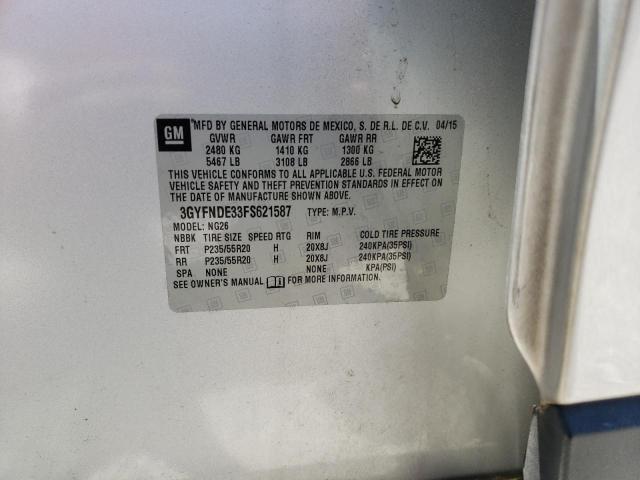 GM
*MFD BY GENERAL MOTORS DE MEXICO, S. DE R.L. DE C.V. 04/15
GVWR GAWR FRT GAWR RR
2480 KG 1410 KG 1300 KG
5467 LB 3108 LB 2866 LB
THIS VEHICLE CONFORMS TO ALL APPLICABLE U.S. FEDERAL MOTOR
VEHICLE SAFETY AND THEFT PREVENTION STANDARDS IN EFFECT ON THE
DATE OF MANUFACTURE SHOWN ABOVE.
3GYFNDE33FS621587 TYPE: M.P.V.
MODEL: NG26
NBBK TIRE SIZE SPEED RTG RIM COLD TIRE PRESSURE
FRT P235/55R20 H 20X8J 240KPA(35PSI)
RR P235/55R20 H 20X8J 240KPA(35PSI)
SPA NONE NONE KPA(PSI)
SEE OWNER'S MANUAL FOR MORE INFORMATION.